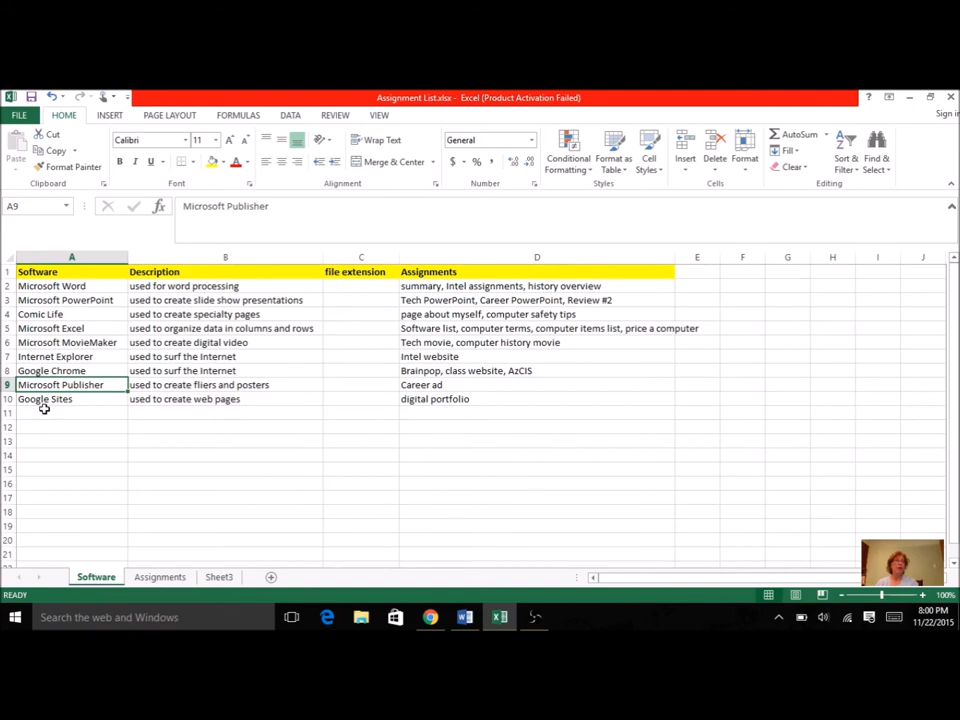 Assignment List.xlsx - Excel (Product Activation Failed)
FILE HOME INSERT PAGE LAYOUT FORMULAS DATA REVIEW VIEW Sign in
Cut
Copy
Format Painter
Paste
Clipboard
Calibri 11
B I U
Font
Wrap Text
Merge & Center
Alignment
General
$ % ,
Number
Conditional Formatting
Format as Table
Cell Styles
Styles
Insert
Delete
Format
Cells
AutoSum
Fill
Clear
Sort & Filter
Find & Select
Editing
A9 fx Microsoft Publisher
A B C D E F G H I J
1 Software Description file extension Assignments
2 Microsoft Word used for word processing summary, Intel assignments, history overview
3 Microsoft PowerPoint used to create slide show presentations Tech PowerPoint, Career PowerPoint, Review #2
4 Comic Life used to create specialty pages page about myself, computer safety tips
5 Microsoft Excel used to organize data in columns and rows Software list, computer terms, computer items list, price a computer
6 Microsoft MovieMaker used to create digital video Tech movie, computer history movie
7 Internet Explorer used to surf the Internet Intel website
8 Google Chrome used to surf the Internet Brainpop, class website, AzCIS
9 Microsoft Publisher used to create fliers and posters Career ad
10 Google Sites used to create web pages digital portfolio
11
12
13
14
15
16
17
18
19
20
21
Software Assignments Sheet3
READY 100%
Search the web and Windows
8:00 PM
11/22/2015